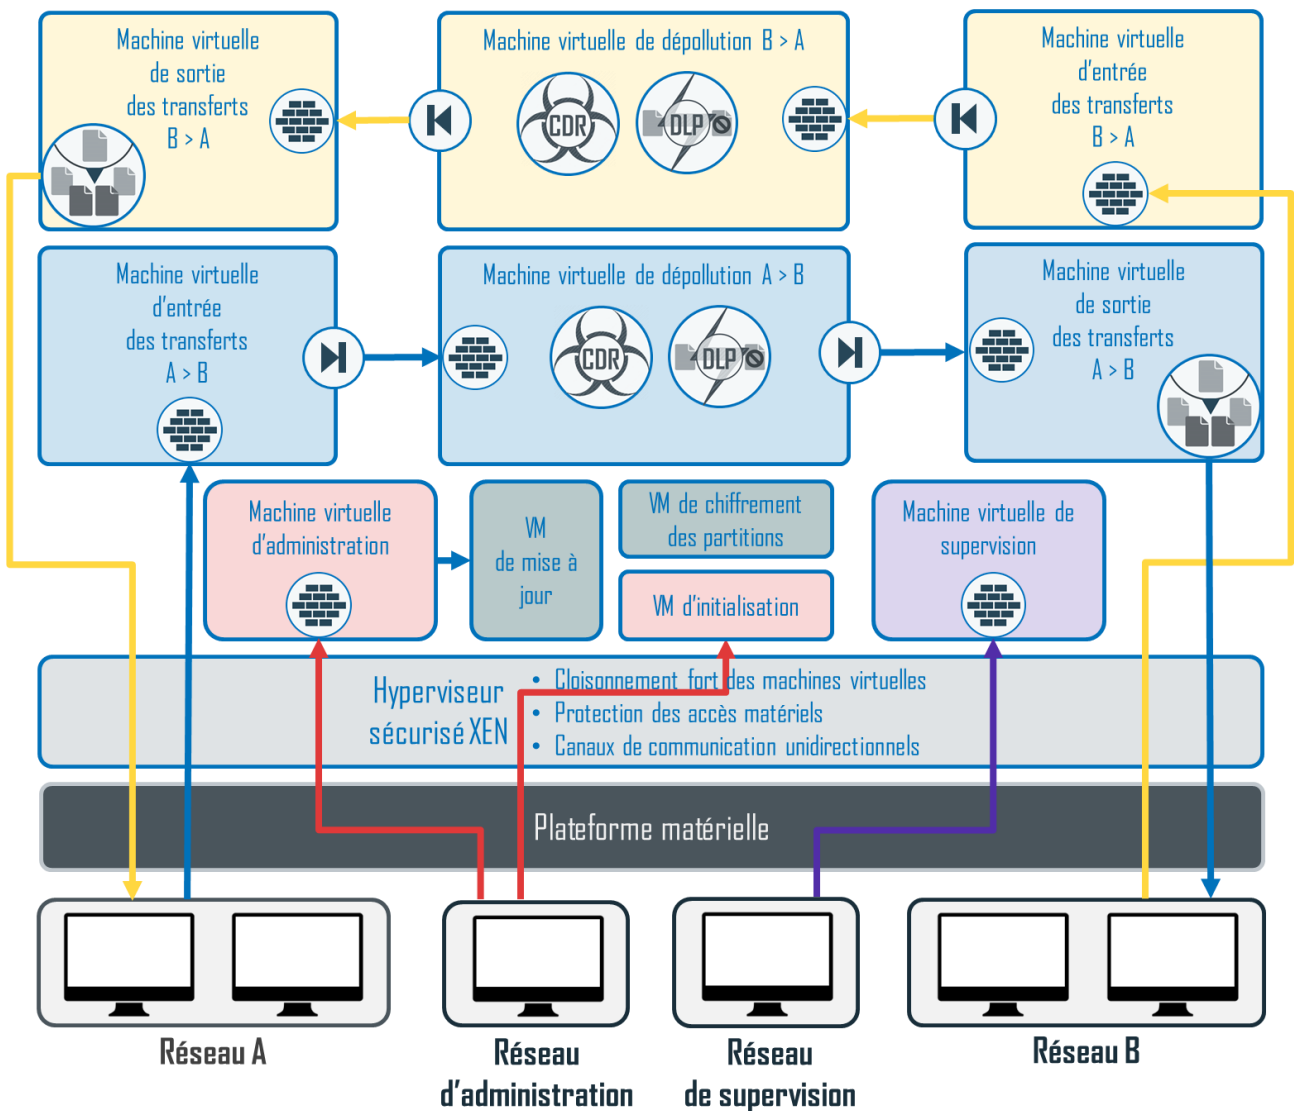 Machine virtuelle
de sortie
des transferts
B > A
Machine virtuelle de dépollution B > A
CDR
DLP
Machine virtuelle
d'entrée
des transferts
B > A
Machine virtuelle
d'entrée
des transferts
A > B
Machine virtuelle de dépollution A > B
CDR
DLP
Machine virtuelle
de sortie
des transferts
A > B
Machine virtuelle
d'administration
VM
de mise à
jour
VM de chiffrement
des partitions
VM d'initialisation
Machine virtuelle de
supervision
Hyperviseur
sécurisé XEN
• Cloisonnement fort des machines virtuelles
• Protection des accès matériels
• Canaux de communication unidirectionnels
Plateforme matérielle
Réseau A
Réseau
d'administration
Réseau
de supervision
Réseau B